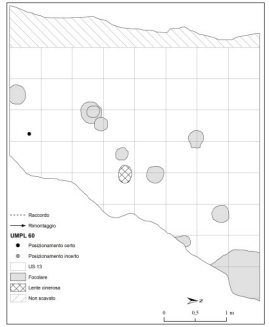 Raccordo
Rimontaggio
UMPL 60
Posizionamento certo
Posizionamento incerto
US 13
Focolare
Lente cinerosa
Non scavato
z
0 0,5 1 m